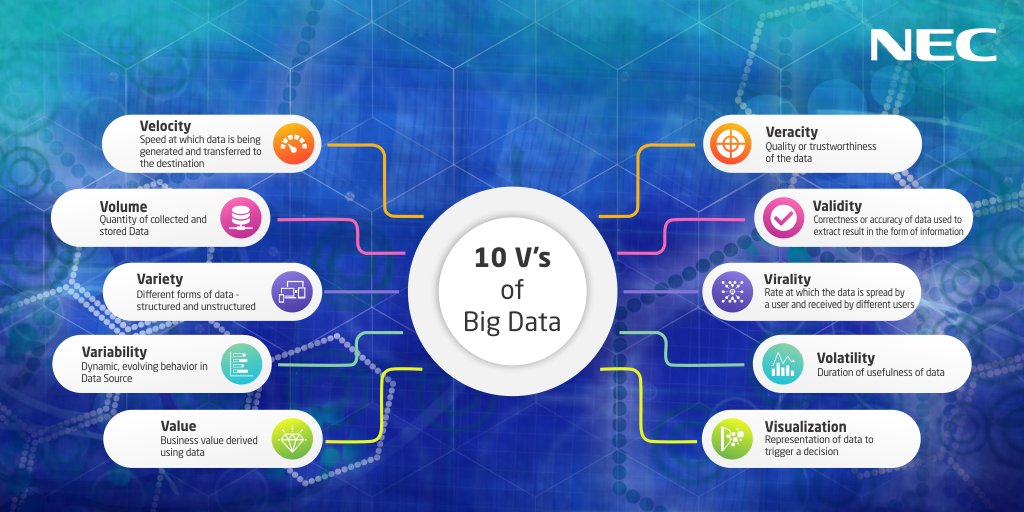 NEC
Velocity
Speed at which data is being
generated and transferred to
the destination
Volume
Quantity of collected and
stored Data
Variety
Different forms of data -
structured and unstructured
Variability
Dynamic, evolving behavior in
Data Source
Value
Business value derived
using data
10 V's
of
Big Data
Veracity
Quality or trustworthiness
of the data
Validity
Correctness or accuracy of data used to
extract result in the form of information
Virality
Rate at which the data is spread by
a user and received by different users
Volatility
Duration of usefulness of data
Visualization
Representation of data to
trigger a decision